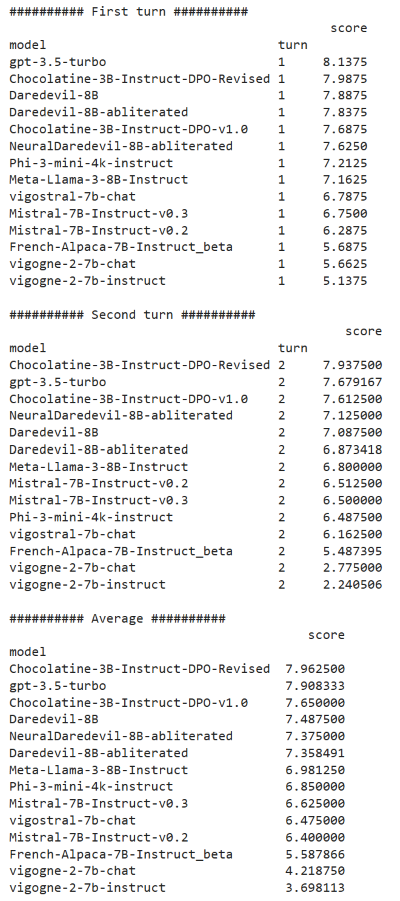 ########## First turn ##########
score
model turn
gpt-3.5-turbo 1 8.1375
Chocolatine-3B-Instruct-DPO-Revised 1 7.9875
Daredevil-8B 1 7.8875
Daredevil-8B-abliterated 1 7.8375
Chocolatine-3B-Instruct-DPO-v1.0 1 7.6875
NeuralDaredevil-8B-abliterated 1 7.6250
Phi-3-mini-4k-instruct 1 7.2125
Meta-Llama-3-8B-Instruct 1 7.1625
vigostral-7b-chat 1 6.7875
Mistral-7B-Instruct-v0.3 1 6.7500
Mistral-7B-Instruct-v0.2 1 6.2875
French-Alpaca-7B-Instruct_beta 1 5.6875
vigogne-2-7b-chat 1 5.6625
vigogne-2-7b-instruct 1 5.1375
########## Second turn ##########
score
model turn
Chocolatine-3B-Instruct-DPO-Revised 2 7.937500
gpt-3.5-turbo 2 7.679167
Chocolatine-3B-Instruct-DPO-v1.0 2 7.612500
NeuralDaredevil-8B-abliterated 2 7.125000
Daredevil-8B 2 7.087500
Daredevil-8B-abliterated 2 6.873418
Meta-Llama-3-8B-Instruct 2 6.800000
Mistral-7B-Instruct-v0.2 2 6.512500
Mistral-7B-Instruct-v0.3 2 6.500000
Phi-3-mini-4k-instruct 2 6.487500
vigostral-7b-chat 2 6.162500
French-Alpaca-7B-Instruct_beta 2 5.487395
vigogne-2-7b-chat 2 2.775000
vigogne-2-7b-instruct 2 2.240506
########## Average ##########
score
model
Chocolatine-3B-Instruct-DPO-Revised 7.962500
gpt-3.5-turbo 7.908333
Chocolatine-3B-Instruct-DPO-v1.0 7.650000
Daredevil-8B 7.487500
NeuralDaredevil-8B-abliterated 7.375000
Daredevil-8B-abliterated 7.358491
Meta-Llama-3-8B-Instruct 6.981250
Phi-3-mini-4k-instruct 6.850000
Mistral-7B-Instruct-v0.3 6.625000
vigostral-7b-chat 6.475000
Mistral-7B-Instruct-v0.2 6.400000
French-Alpaca-7B-Instruct_beta 5.587866
vigogne-2-7b-chat 4.218750
vigogne-2-7b-instruct 3.698113